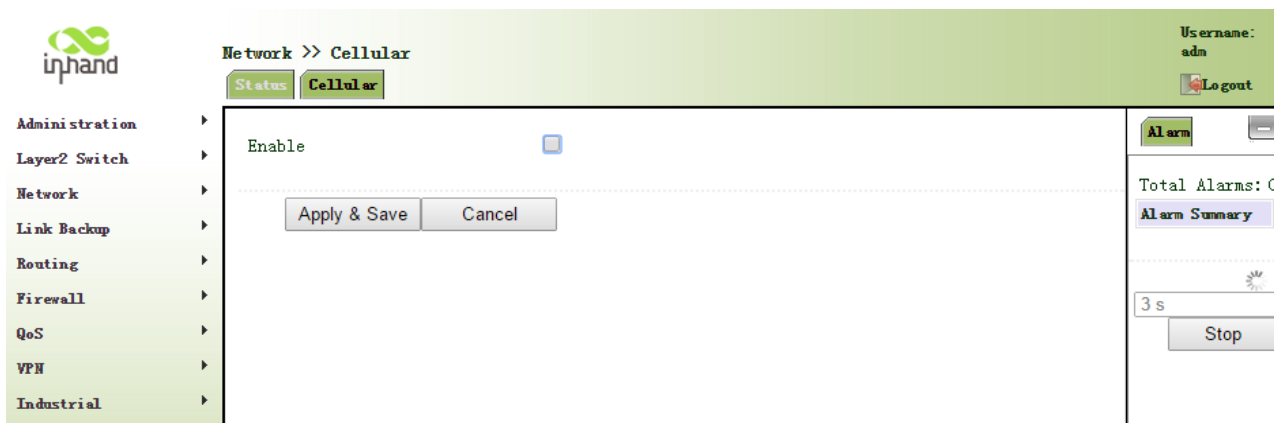 inhand
Network >> Cellular
Status
Cellular
Username:
adm
Logout
Administration
Layer2 Switch
Network
Link Backup
Routing
Firewall
QoS
VPN
Industrial
Enable
Apply & Save
Cancel
Alarm
Total Alarms:
Alarm Summary
3 s
Stop